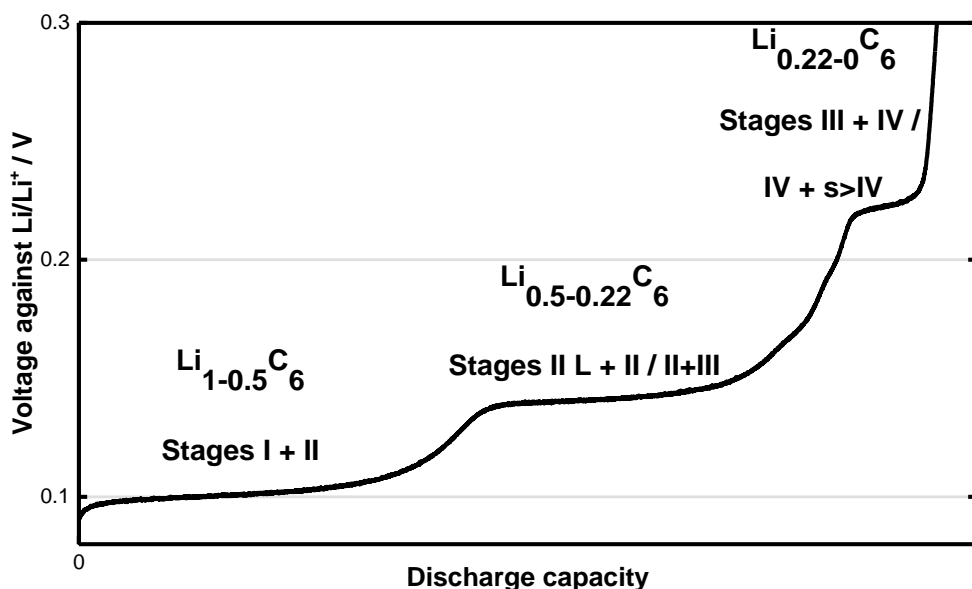 0.3
Li0.22-0C6
Stages III + IV /
IV + s>IV
0.2
Li0.5-0.22C6
Stages II L + II / II+III
Li1-0.5C6
Stages I + II
0.1
0
Discharge capacity
Voltage against Li/Li+ / V